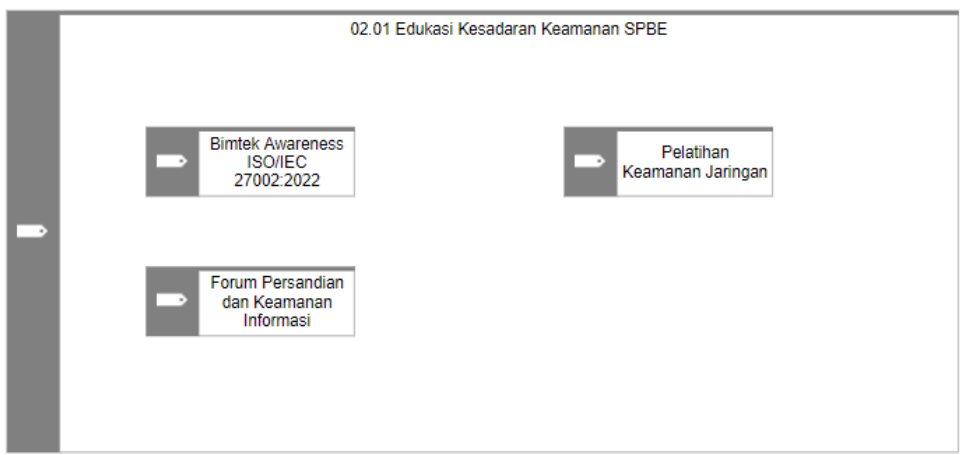 02.01 Edukasi Kesadaran Keamanan SPBE
Bimtek Awareness
ISO/IEC
27002:2022
Pelatihan
Keamanan Jaringan
Forum Persandian
dan Keamanan
Informasi